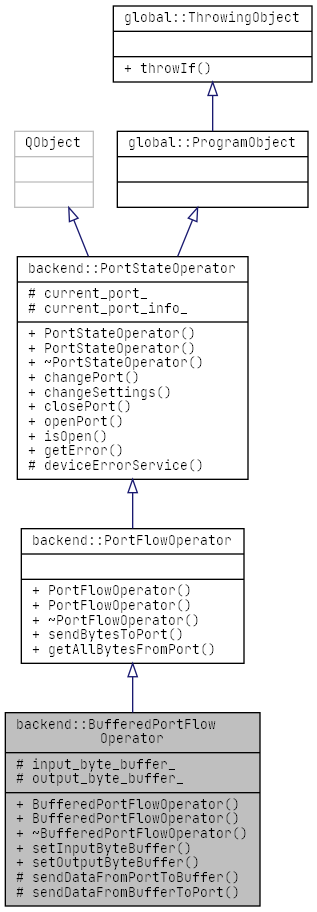 global::ThrowingObject
+ throwIf()
QObject
global::ProgramObject
backend::PortStateOperator
# current_port_
# current_port_info_
+ PortStateOperator()
+ PortStateOperator()
+ ~PortStateOperator()
+ changePort()
+ changeSettings()
+ closePort()
+ openPort()
+ isOpen()
+ getError()
# deviceErrorService()
backend::PortFlowOperator
+ PortFlowOperator()
+ PortFlowOperator()
+ ~PortFlowOperator()
+ sendBytesToPort()
+ getAllBytesFromPort()
backend::BufferedPortFlow
Operator
# input_byte_buffer_
# output_byte_buffer_
+ BufferedPortFlowOperator()
+ BufferedPortFlowOperator()
+ ~BufferedPortFlowOperator()
+ setInputByteBuffer()
+ setOutputByteBuffer()
# sendDataFromPortToBuffer()
# sendDataFromBufferToPort()